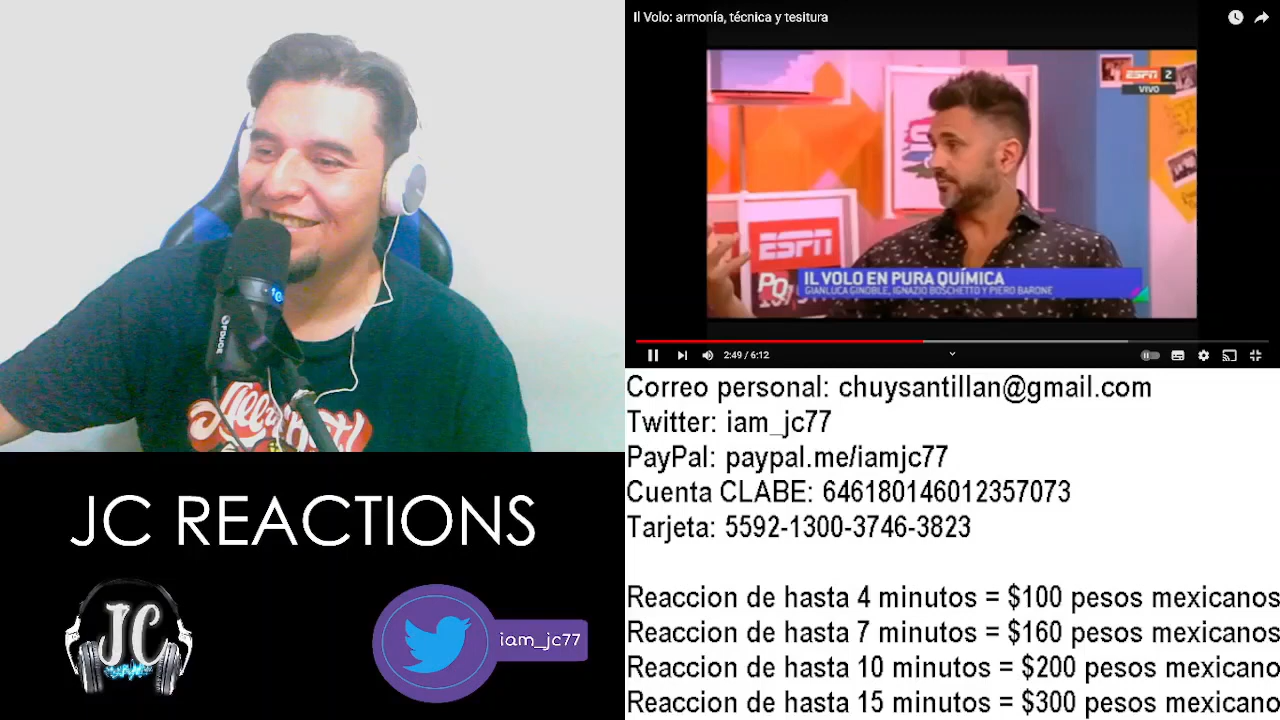 Il Volo: armonía, técnica y tesitura
ESPN 2
VIVO
ESPN
PQ
IL VOLO EN PURA QUÍMICA
GIANLUCA GINOBLE, IGNAZIO BOSCHETTO Y PIERO BARONE
2:49 / 6:12
FDUCE
Correo personal: chuysantillan@gmail.com
Twitter: iam_jc77
PayPal: paypal.me/iamjc77
Cuenta CLABE: 646180146012357073
Tarjeta: 5592-1300-3746-3823
Reaccion de hasta 4 minutos = $100 pesos mexicanos
Reaccion de hasta 7 minutos = $160 pesos mexicanos
Reaccion de hasta 10 minutos = $200 pesos mexicano
Reaccion de hasta 15 minutos = $300 pesos mexicano
JC REACTIONS
JC
iam_jc77